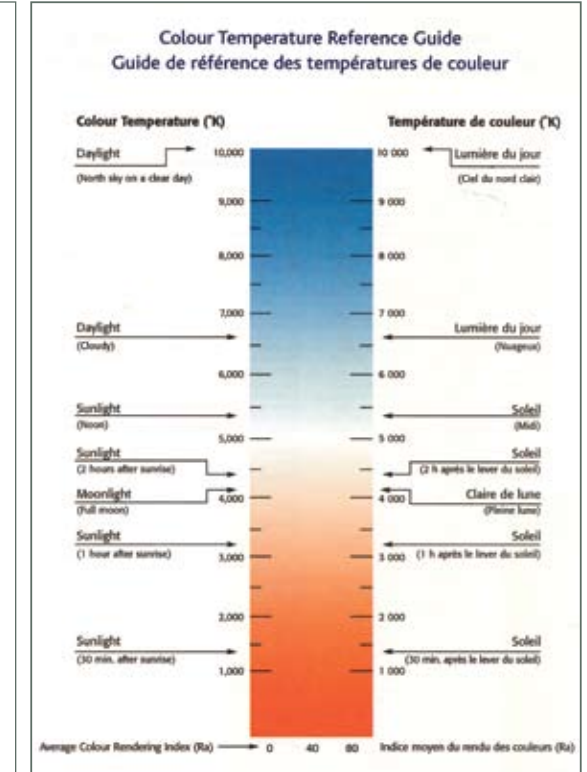 Colour Temperature Reference Guide
Guide de référence des températures de couleur
Colour Temperature (°K)
Température de couleur (°K)
Daylight
10,000
10 000
Lumière du jour
(North sky on a clear day)
(Ciel du nord clair)
9,000
9 000
8,000
8 000
7,000
7 000
Daylight
Lumière du jour
(Cloudy)
(Nuageux)
6,000
6 000
Sunlight
Soleil
(Noon)
(Midi)
5,000
5 000
Sunlight
Soleil
(2 hours after sunrise)
(2 h après le lever du soleil)
Moonlight
4,000
4 000
Claire de lune
(Full moon)
(Pleine lune)
Sunlight
Soleil
(1 hour after sunrise)
3,000
3 000
(1 h après le lever du soleil)
2,000
2 000
Sunlight
Soleil
(30 min. after sunrise)
(30 min. après le lever du soleil)
1,000
1 000
Average Colour Rendering Index (Ra)
0 40 80
Indice moyen du rendu des couleurs (Ra)